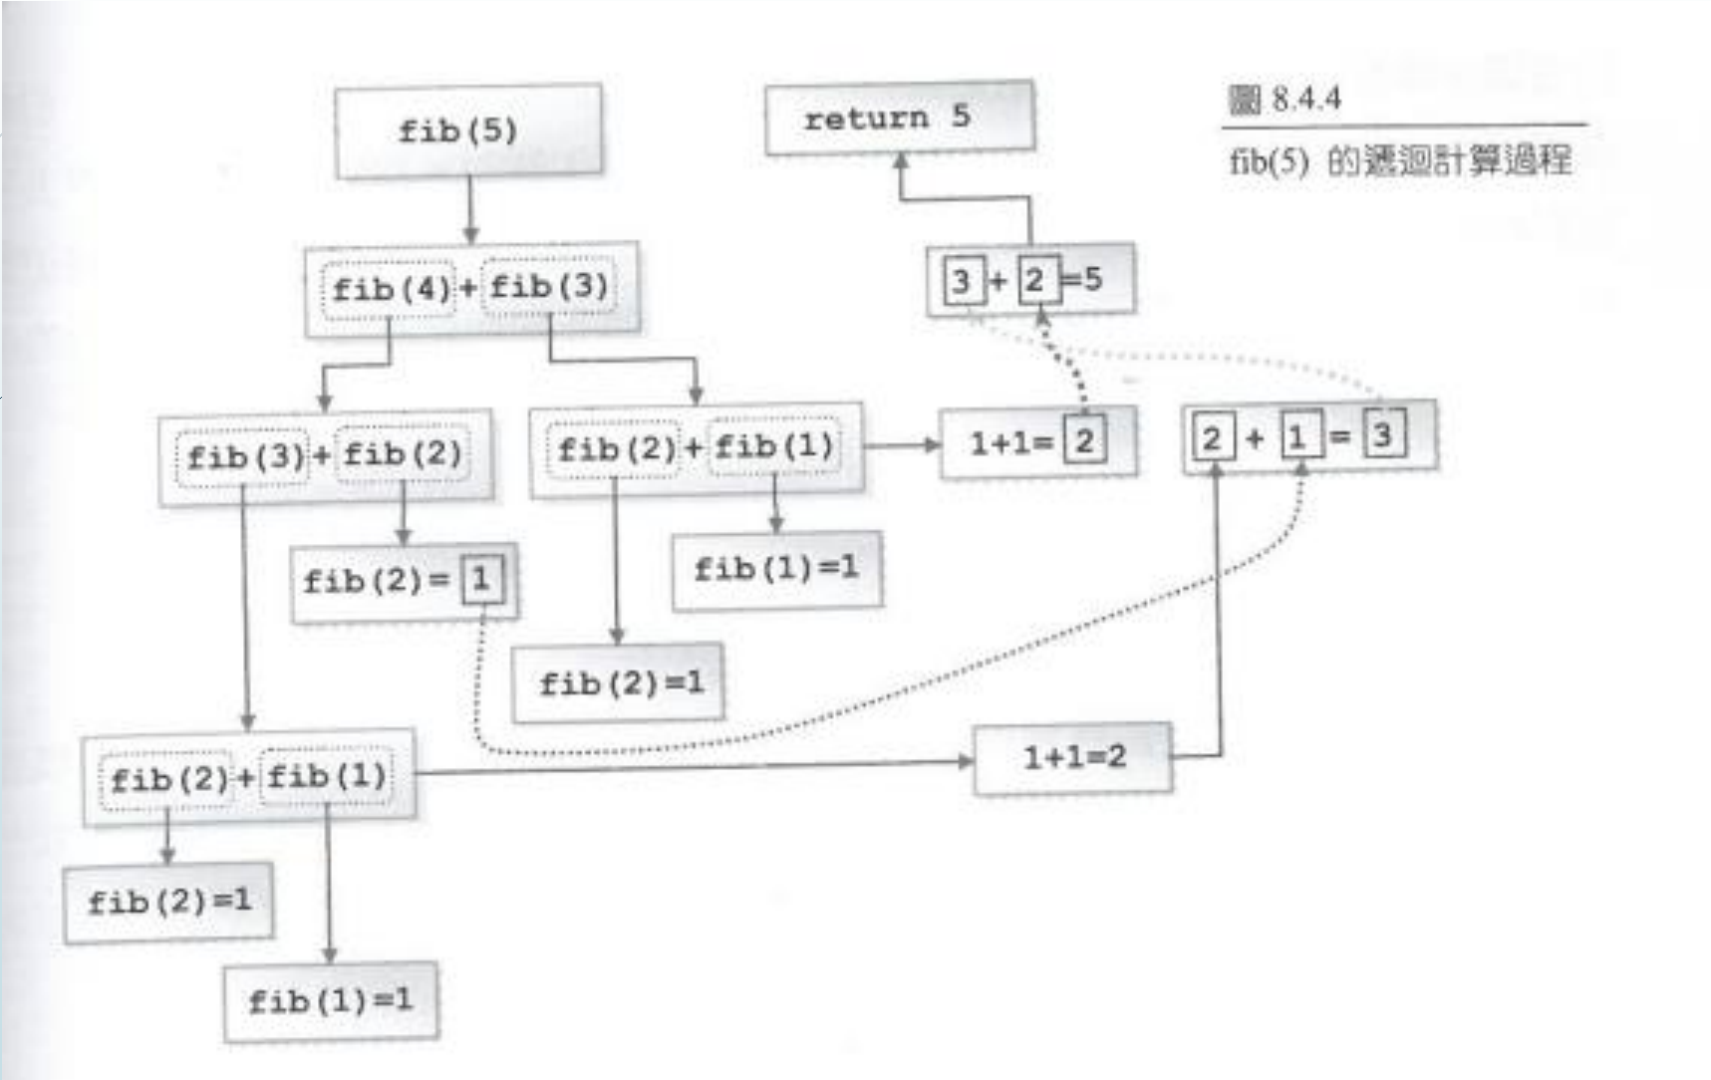 fib(5)
return 5
圖 8.4.4
fib(5) 的遞迴計算過程
fib(4)+fib(3)
3 + 2 =5
fib(3)+fib(2)
fib(2)+fib(1)
1+1= 2
2 + 1 = 3
fib(2)= 1
fib(1)=1
fib(2)=1
fib(2)+fib(1)
1+1=2
fib(2)=1
fib(1)=1